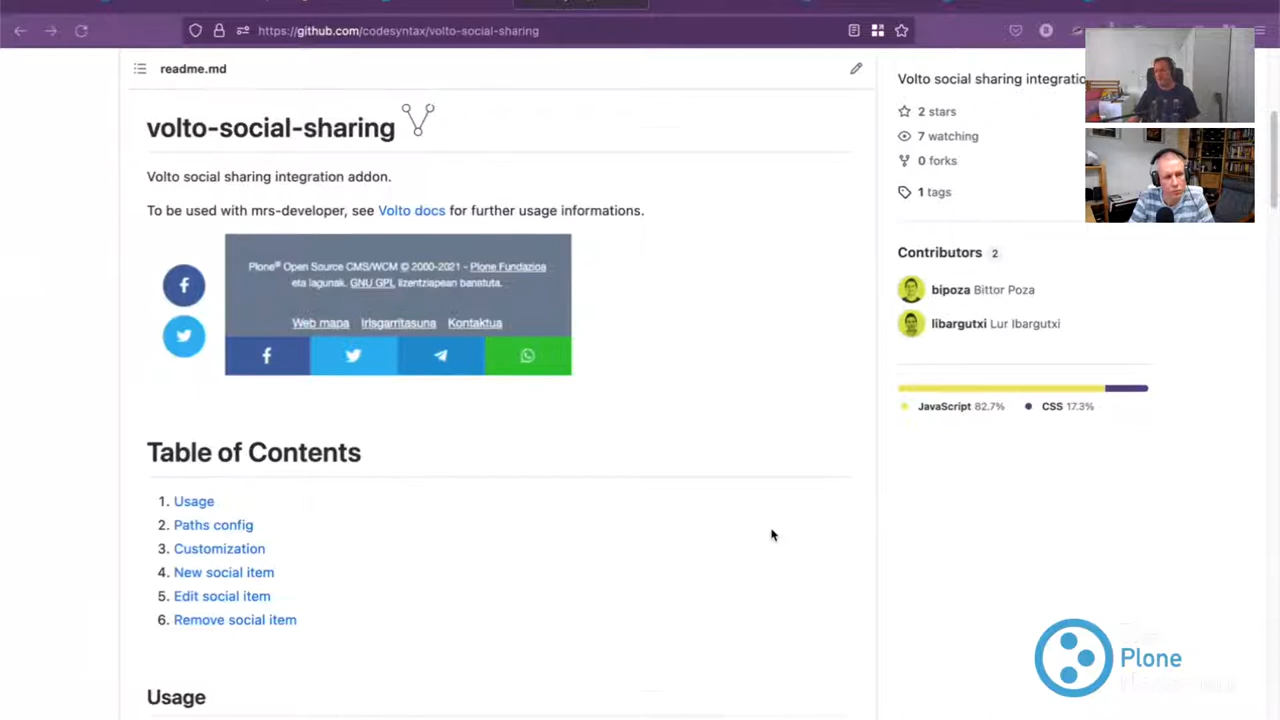 https://github.com/codesyntax/volto-social-sharing
readme.md
volto-social-sharing
Volto social sharing integration addon.
To be used with mrs-developer, see Volto docs for further usage informations.
Plone® Open Source CMS/WCM © 2000-2021 - Plone Fundazioa
eta lagunak. GNU GPL lizentziapean banatuta.
Web mapa Irisgarritasuna Kontaktua
Table of Contents
1. Usage
2. Paths config
3. Customization
4. New social item
5. Edit social item
6. Remove social item
Usage
Volto social sharing integratio
2 stars
7 watching
0 forks
1 tags
Contributors 2
bipoza Bittor Poza
libargutxi Lur Ibargutxi
JavaScript 82.7% CSS 17.3%
Plone